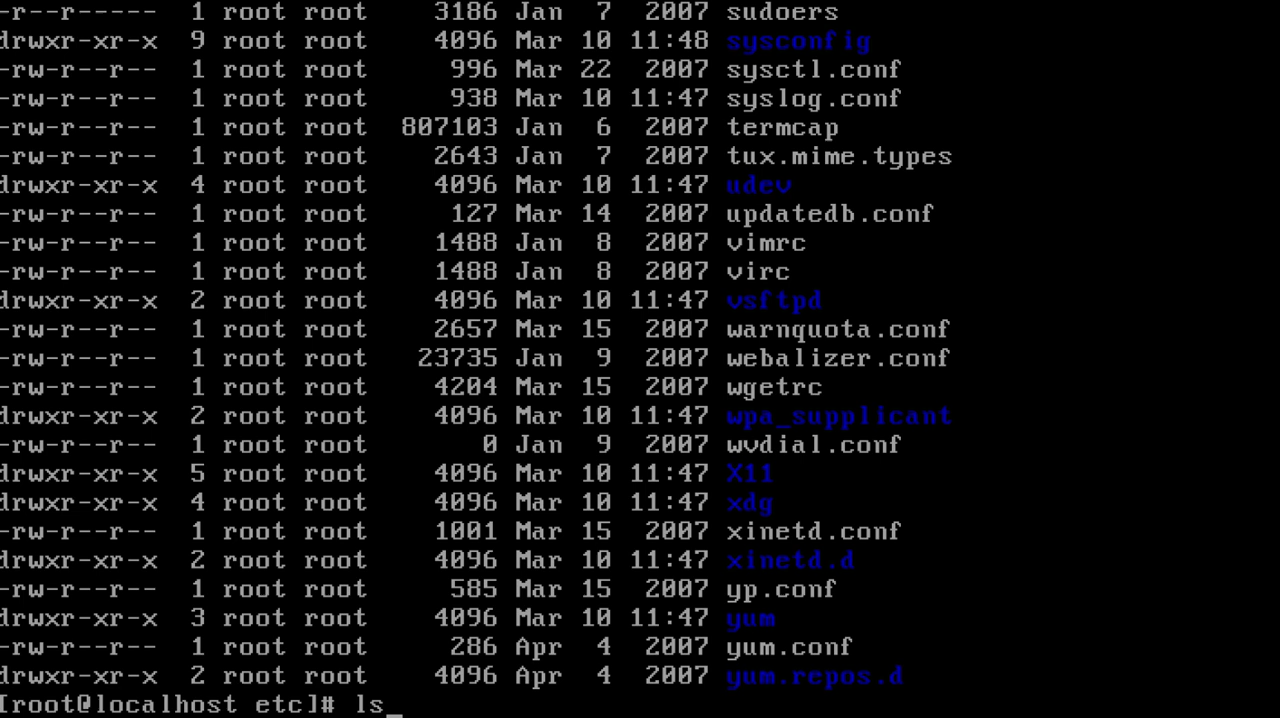 -r--r----- 1 root root 3186 Jan 7 2007 sudoers
drwxr-xr-x 9 root root 4096 Mar 10 11:48 sysconfig
-rw-r--r-- 1 root root 996 Mar 22 2007 sysctl.conf
-rw-r--r-- 1 root root 938 Mar 10 11:47 syslog.conf
-rw-r--r-- 1 root root 807103 Jan 6 2007 termcap
-rw-r--r-- 1 root root 2643 Jan 7 2007 tux.mime.types
drwxr-xr-x 4 root root 4096 Mar 10 11:47 udev
-rw-r--r-- 1 root root 127 Mar 14 2007 updatedb.conf
-rw-r--r-- 1 root root 1488 Jan 8 2007 vimrc
-rw-r--r-- 1 root root 1488 Jan 8 2007 virc
drwxr-xr-x 2 root root 4096 Mar 10 11:47 vsftpd
-rw-r--r-- 1 root root 2657 Mar 15 2007 warnquota.conf
-rw-r--r-- 1 root root 23735 Jan 9 2007 webalizer.conf
-rw-r--r-- 1 root root 4204 Mar 15 2007 wgetrc
drwxr-xr-x 2 root root 4096 Mar 10 11:47 wpa_supplicant
-rw-r--r-- 1 root root 0 Jan 9 2007 wvdial.conf
drwxr-xr-x 5 root root 4096 Mar 10 11:47 X11
drwxr-xr-x 4 root root 4096 Mar 10 11:47 xdg
-rw-r--r-- 1 root root 1001 Mar 15 2007 xinetd.conf
drwxr-xr-x 2 root root 4096 Mar 10 11:47 xinetd.d
-rw-r--r-- 1 root root 585 Mar 15 2007 yp.conf
drwxr-xr-x 3 root root 4096 Mar 10 11:47 yum
-rw-r--r-- 1 root root 286 Apr 4 2007 yum.conf
drwxr-xr-x 2 root root 4096 Apr 4 2007 yum.repos.d
[root@localhost etc]# ls_